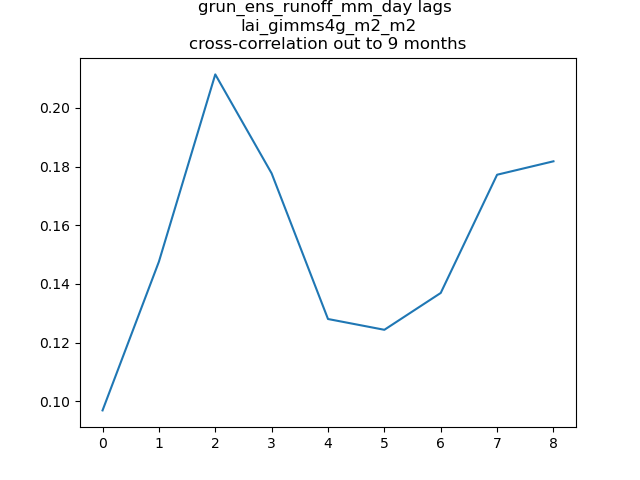 grun_ens_runoff_mm_day lags
lai_gimms4g_m2_m2
cross-correlation out to 9 months
0.20
0.18
0.16
0.14
0.12
0.10
0 1 2 3 4 5 6 7 8